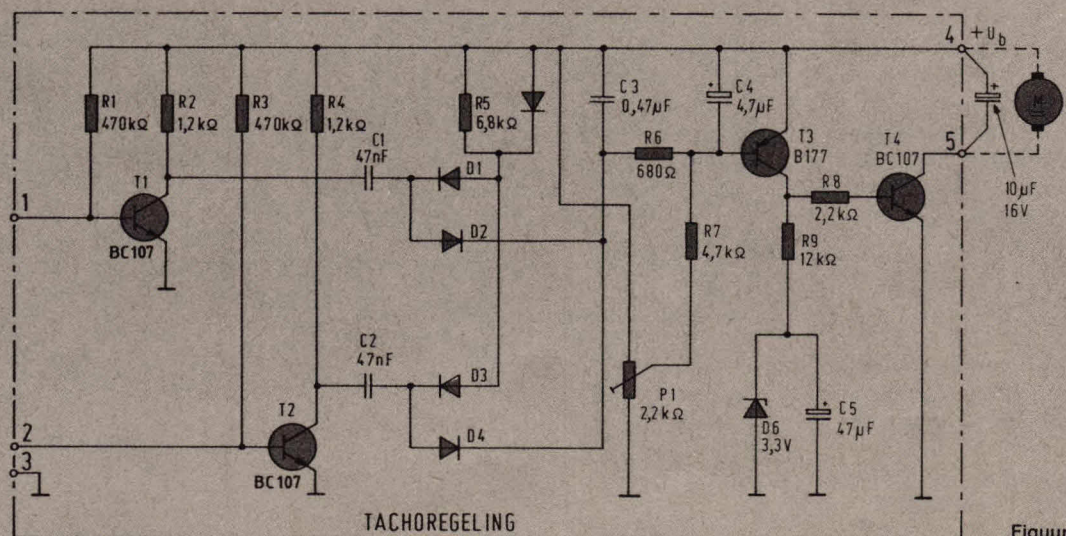 4
+U_b
R1
470kΩ
R2
1,2kΩ
R3
470kΩ
R4
1,2kΩ
C1
47nF
R5
6,8kΩ
D1
D2
C3
0,47µF
R6
680Ω
C4
4,7µF
R7
4,7kΩ
T3
B177
R8
2,2kΩ
R9
12kΩ
T4
BC107
5
+
10µF
16V
M
1
T1
BC107
C2
47nF
D3
D4
P1
2,2kΩ
D6
3,3V
+
C5
47µF
2
T2
BC107
3
TACHOREGELING
Figuur